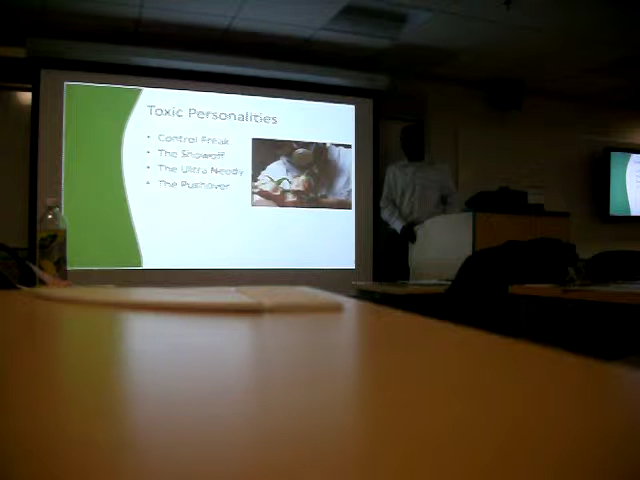 Toxic Personalities
• Control Freak
• The Showoff
• The Ultra Needy
• The Pushover